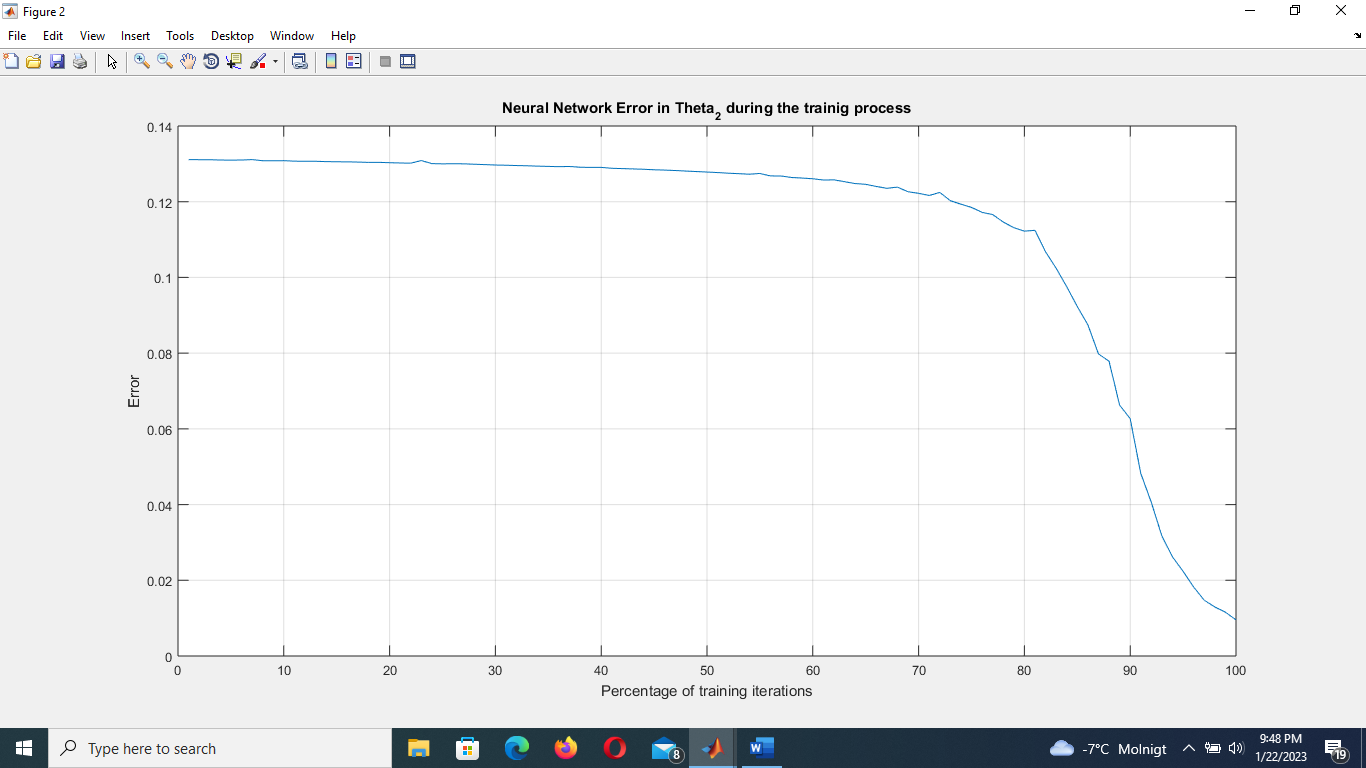 Figure 2
File Edit View Insert Tools Desktop Window Help
Neural Network Error in Theta2 during the trainig process
0.14
0.12
0.1
0.08
0.06
0.04
0.02
0
Error
0 10 20 30 40 50 60 70 80 90 100
Percentage of training iterations
Type here to search
8
W
-7°C Molnigt
9:48 PM
1/22/2023
19